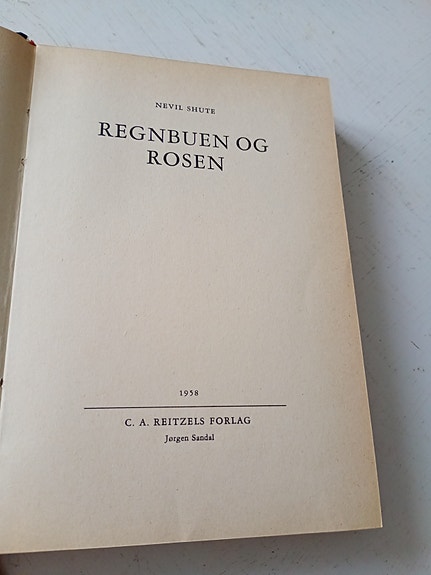 NEVIL SHUTE
REGNBUEN OG
ROSEN
1958
C. A. REITZELS FORLAG
Jørgen Sandal